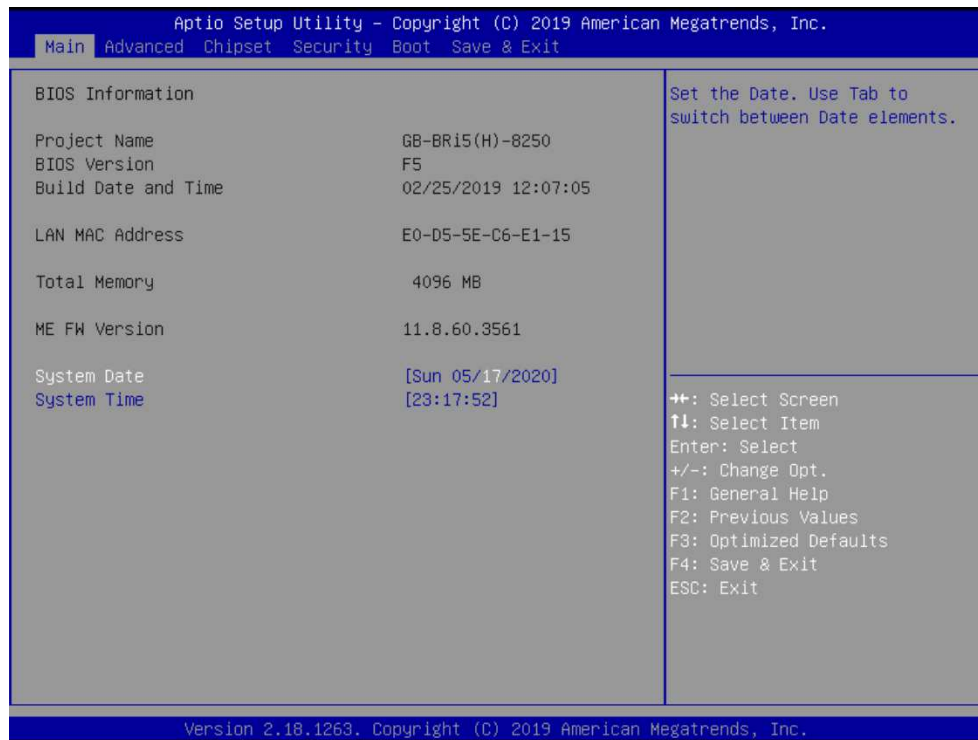 Aptio Setup Utility – Copyright (C) 2019 American Megatrends, Inc.
Main Advanced Chipset Security Boot Save & Exit
BIOS Information
Project Name GB-BRi5(H)-8250
BIOS Version F5
Build Date and Time 02/25/2019 12:07:05
LAN MAC Address E0-D5-5E-C6-E1-15
Total Memory 4096 MB
ME FW Version 11.8.60.3561
System Date [Sun 05/17/2020]
System Time [23:17:52]
Set the Date. Use Tab to
switch between Date elements.
→←: Select Screen
↑↓: Select Item
Enter: Select
+/-: Change Opt.
F1: General Help
F2: Previous Values
F3: Optimized Defaults
F4: Save & Exit
ESC: Exit
Version 2.18.1263. Copyright (C) 2019 American Megatrends, Inc.